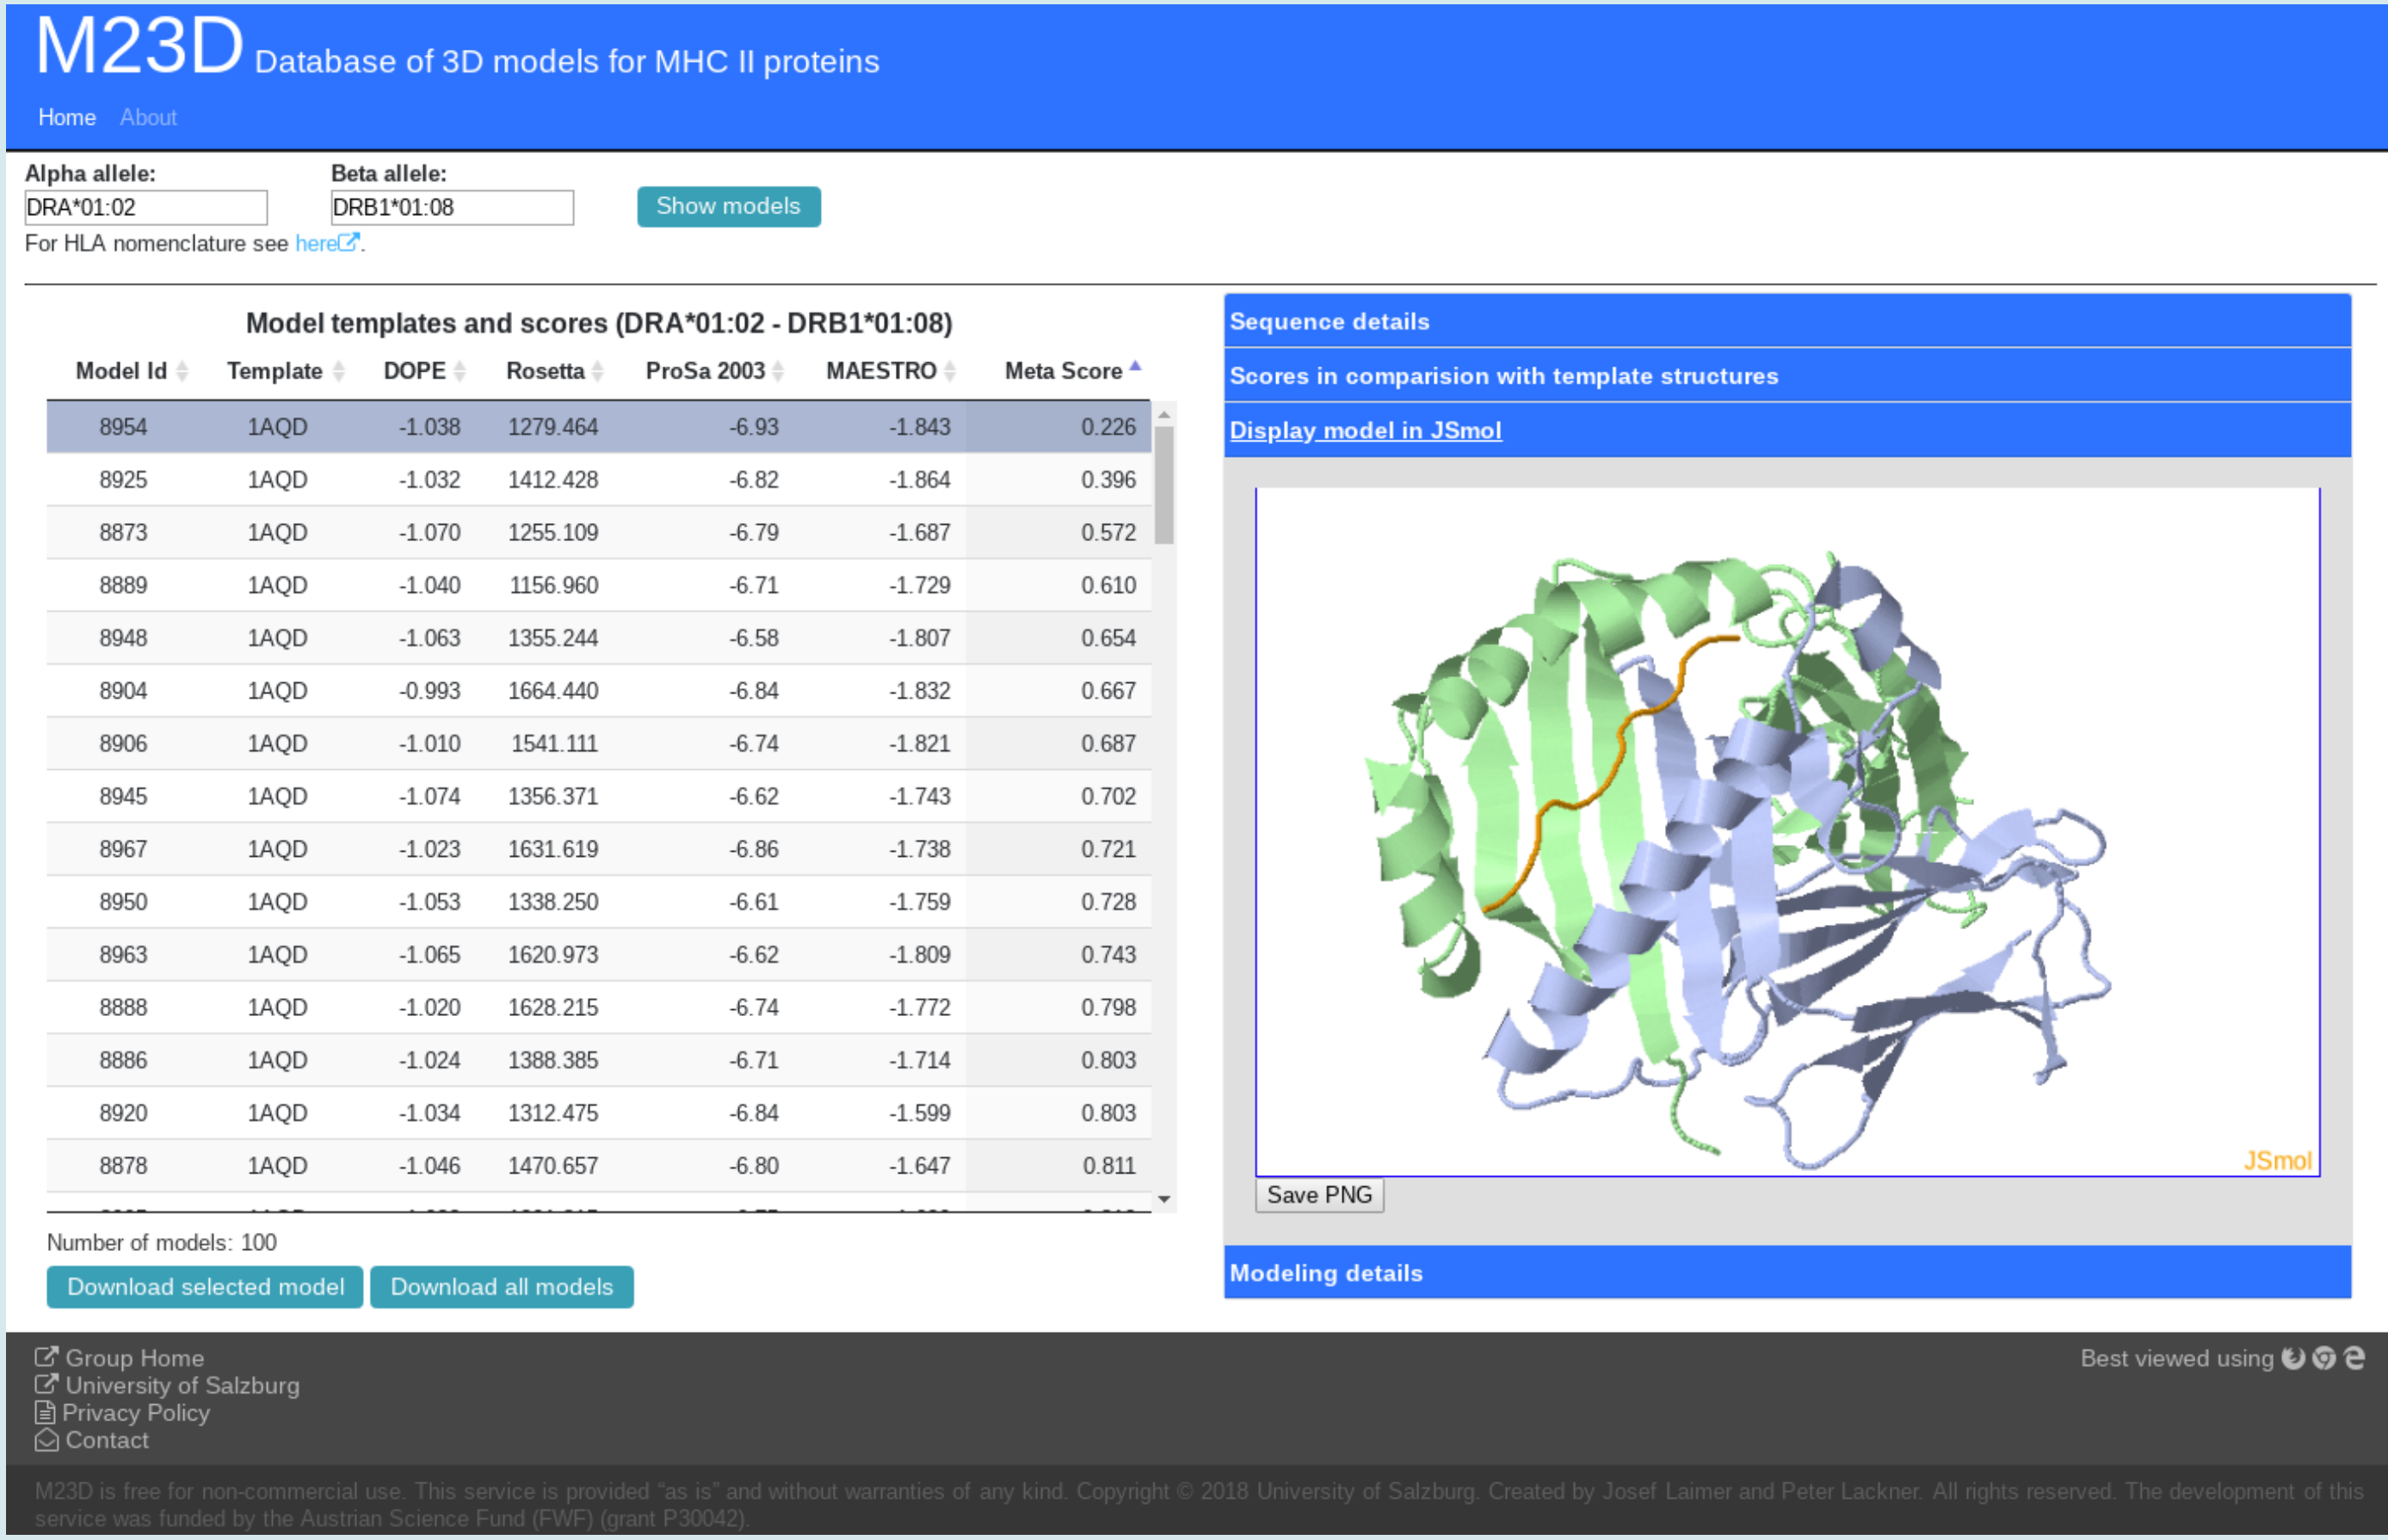 M23D Database of 3D models for MHC II proteins
Home About
Alpha allele: Beta allele:
DRA*01:02 DRB1*01:08 Show models
For HLA nomenclature see here.
Model templates and scores (DRA*01:02 - DRB1*01:08)
Model Id Template DOPE Rosetta ProSa 2003 MAESTRO Meta Score
8954 1AQD -1.038 1279.464 -6.93 -1.843 0.226
8925 1AQD -1.032 1412.428 -6.82 -1.864 0.396
8873 1AQD -1.070 1255.109 -6.79 -1.687 0.572
8889 1AQD -1.040 1156.960 -6.71 -1.729 0.610
8948 1AQD -1.063 1355.244 -6.58 -1.807 0.654
8904 1AQD -0.993 1664.440 -6.84 -1.832 0.667
8906 1AQD -1.010 1541.111 -6.74 -1.821 0.687
8945 1AQD -1.074 1356.371 -6.62 -1.743 0.702
8967 1AQD -1.023 1631.619 -6.86 -1.738 0.721
8950 1AQD -1.053 1338.250 -6.61 -1.759 0.728
8963 1AQD -1.065 1620.973 -6.62 -1.809 0.743
8888 1AQD -1.020 1628.215 -6.74 -1.772 0.798
8886 1AQD -1.024 1388.385 -6.71 -1.714 0.803
8920 1AQD -1.034 1312.475 -6.84 -1.599 0.803
8878 1AQD -1.046 1470.657 -6.80 -1.647 0.811
Number of models: 100
Download selected model Download all models
Sequence details
Scores in comparision with template structures
Display model in JSmol
JSmol
Save PNG
Modeling details
Group Home
University of Salzburg
Privacy Policy
Contact
Best viewed using
M23D is free for non-commercial use. This service is provided “as is” and without warranties of any kind. Copyright © 2018 University of Salzburg. Created by Josef Laimer and Peter Lackner. All rights reserved. The development of this
service was funded by the Austrian Science Fund (FWF) (grant P30042).